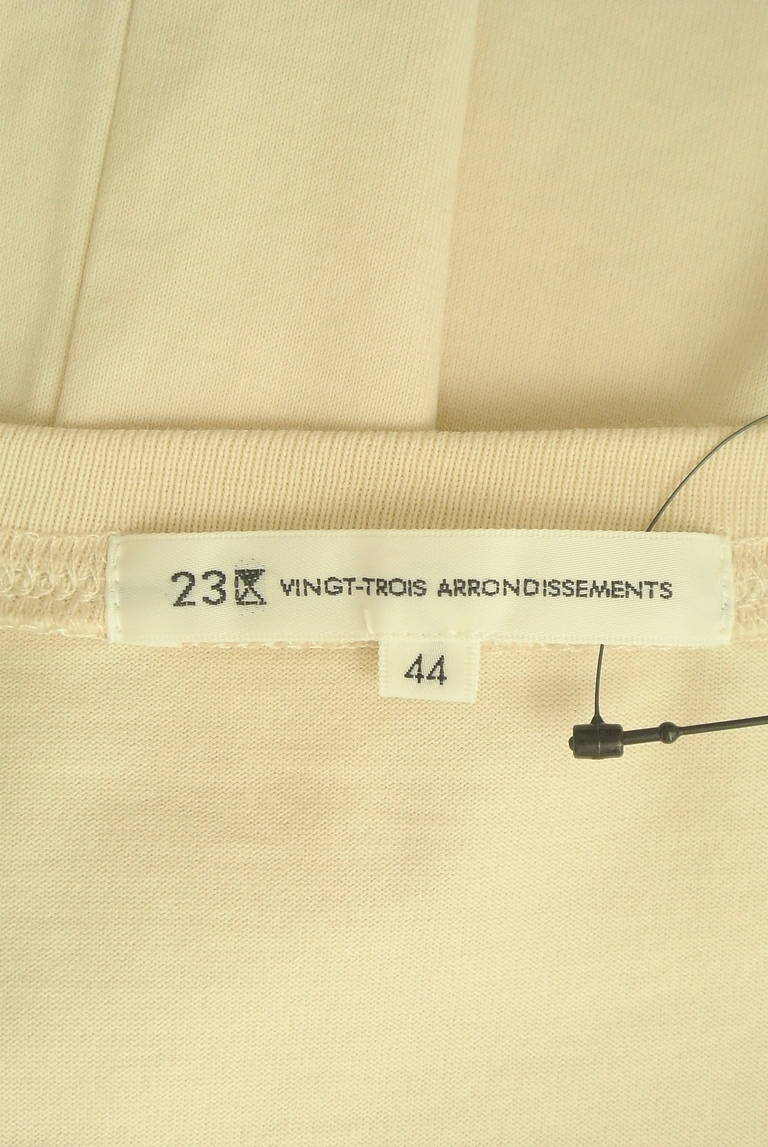 23区 VINGT-TROIS ARRONDISSEMENTS
44